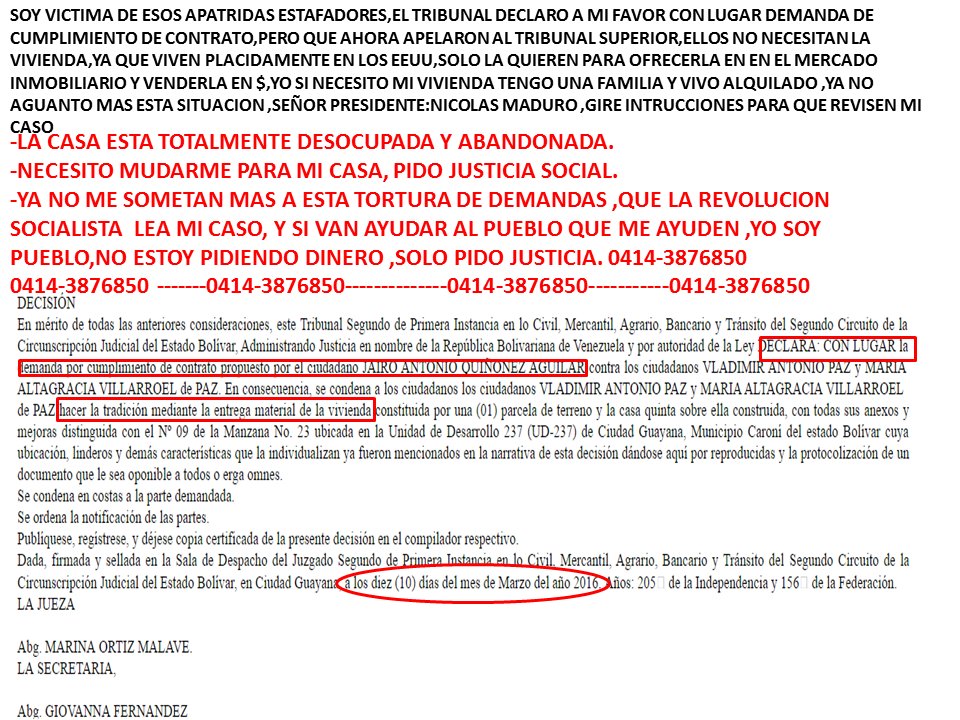 SOY VICTIMA DE ESOS APATRIDAS ESTAFADORES,EL TRIBUNAL DECLARO A MI FAVOR CON LUGAR DEMANDA DE
CUMPLIMIENTO DE CONTRATO,PERO QUE AHORA APELARON AL TRIBUNAL SUPERIOR,ELLOS NO NECESITAN LA
VIVIENDA,YA QUE VIVEN PLACIDAMENTE EN LOS EEUU,SOLO LA QUIEREN PARA OFRECERLA EN EN EL MERCADO
INMOBILIARIO Y VENDERLA EN $,YO SI NECESITO MI VIVIENDA TENGO UNA FAMILIA Y VIVO ALQUILADO ,YA NO
AGUANTO MAS ESTA SITUACION ,SEÑOR PRESIDENTE:NICOLAS MADURO ,GIRE INTRUCCIONES PARA QUE REVISEN MI
CASO
-LA CASA ESTA TOTALMENTE DESOCUPADA Y ABANDONADA.
-NECESITO MUDARME PARA MI CASA, PIDO JUSTICIA SOCIAL.
-YA NO ME SOMETAN MAS A ESTA TORTURA DE DEMANDAS ,QUE LA REVOLUCION
SOCIALISTA LEA MI CASO, Y SI VAN AYUDAR AL PUEBLO QUE ME AYUDEN ,YO SOY
PUEBLO,NO ESTOY PIDIENDO DINERO ,SOLO PIDO JUSTICIA. 0414-3876850
0414-3876850 -------0414-3876850--------------0414-3876850-----------0414-3876850
DECISIÓN
En mérito de todas las anteriores consideraciones, este Tribunal Segundo de Primera Instancia en lo Civil, Mercantil, Agrario, Bancario y Tránsito del Segundo Circuito de la
Circunscripción Judicial del Estado Bolívar, Administrando Justicia en nombre de la República Bolivariana de Venezuela y por autoridad de la Ley DECLARA: CON LUGAR la
demanda por cumplimiento de contrato propuesto por el ciudadano JAIRO ANTONIO QUIÑONEZ AGUILAR contra los ciudadanos VLADIMIR ANTONIO PAZ y MARIA
ALTAGRACIA VILLARROEL de PAZ. En consecuencia, se condena a los ciudadanos los ciudadanos VLADIMIR ANTONIO PAZ y MARIA ALTAGRACIA VILLARROEL
de PAZ hacer la tradición mediante la entrega material de la vivienda constituida por una (01) parcela de terreno y la casa quinta sobre ella construida, con todas sus anexos y
mejoras distinguida con el Nº 09 de la Manzana No. 23 ubicada en la Unidad de Desarrollo 237 (UD-237) de Ciudad Guayana, Municipio Caroní del estado Bolívar cuya
ubicación, linderos y demás características que la individualizan ya fueron mencionados en la narrativa de esta decisión dándose aquí por reproducidas y la protocolización de un
documento que le sea oponible a todos o erga omnes.
Se condena en costas a la parte demandada.
Se ordena la notificación de las partes.
Publíquese, regístrese, y déjese copia certificada de la presente decisión en el compilador respectivo.
Dada, firmada y sellada en la Sala de Despacho del Juzgado Segundo de Primera Instancia en lo Civil, Mercantil, Agrario, Bancario y Tránsito del Segundo Circuito de la
Circunscripción Judicial del Estado Bolívar, en Ciudad Guayana, a los diez (10) días del mes de Marzo del año 2016. Años: 205 de la Independencia y 156 de la Federación.
LA JUEZA
Abg. MARINA ORTIZ MALAVE.
LA SECRETARIA,
Abg. GIOVANNA FERNANDEZ